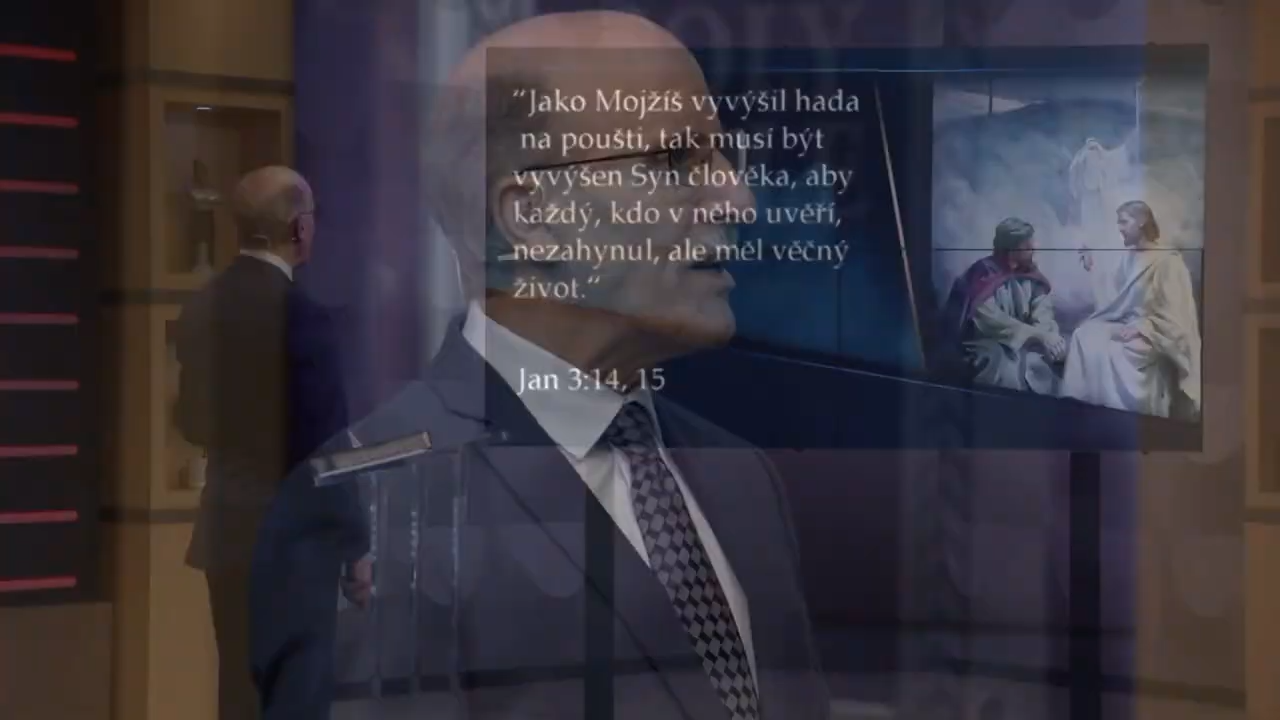 “Jako Mojžíš vyvýšil hada
na poušti, tak musí být
vyvýšen Syn člověka, aby
každý, kdo v něho uvěří,
nezahynul, ale měl věčný
život.“
Jan 3:14, 15